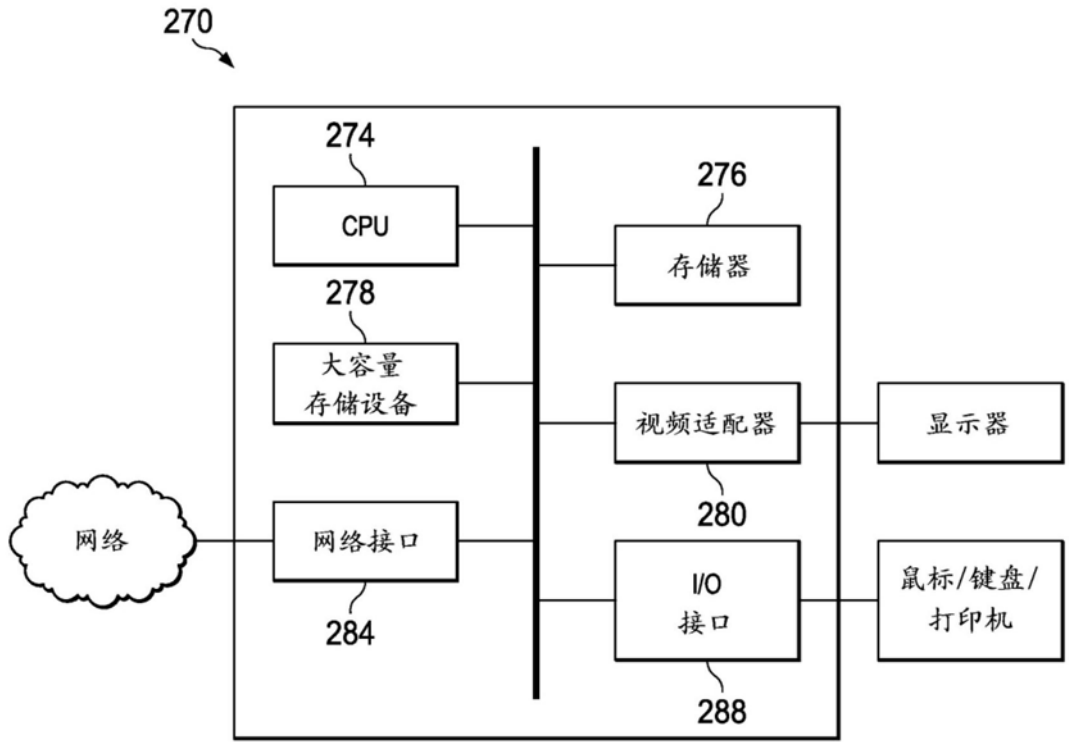 270
274
CPU
276
存储器
278
大容量
存储设备
视频适配器
280
显示器
网络
网络接口
284
I/O
接口
288
鼠标/键盘/
打印机